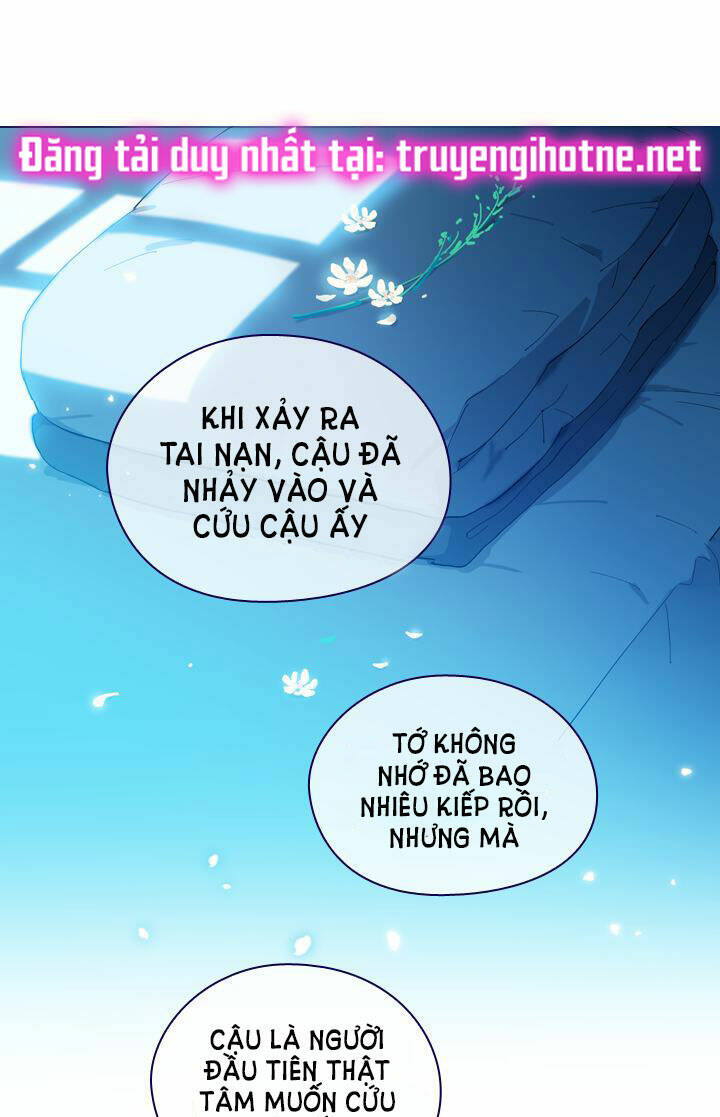 Đăng tải duy nhất tại: truyengihotne.net
KHI XẢY RA
TAI NẠN, CẬU ĐÃ
NHẢY VÀO VÀ
CỨU CẬU ẤY
TỚ KHÔNG
NHỚ ĐÃ BAO
NHIÊU KIẾP RỒI,
NHƯNG MÀ
CẬU LÀ NGƯỜI
ĐẦU TIÊN THẬT
TÂM MUỐN CỨU